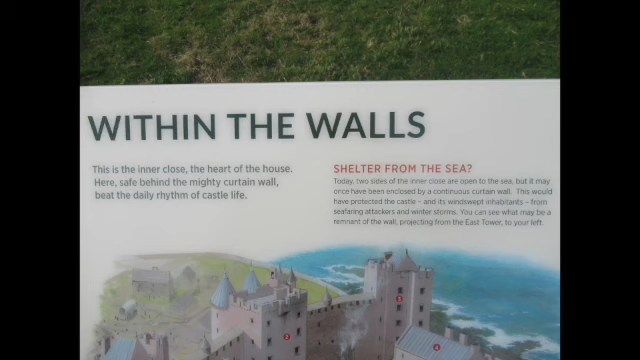 WITHIN THE WALLS
This is the inner close, the heart of the house.
Here, safe behind the mighty curtain wall,
beat the daily rhythm of castle life.
SHELTER FROM THE SEA?
Today, two sides of the inner close are open to the sea, but it may
once have been enclosed by a continuous curtain wall. This would
have protected the castle – and its windswept inhabitants – from
seafaring attackers and winter storms. You can see what may be a
remnant of the wall, projecting from the East Tower, to your left.